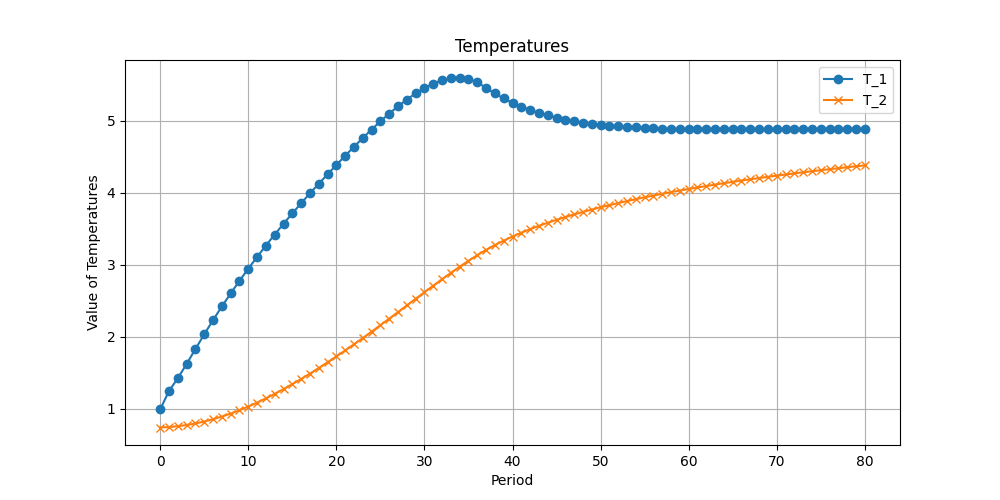 Temperatures
T_1
T_2
Value of Temperatures
5
4
3
2
1
0 10 20 30 40 50 60 70 80
Period